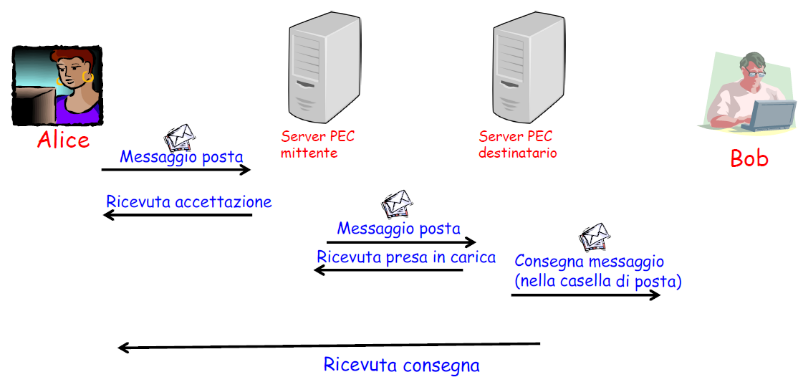 Alice
Server PEC
mittente
Server PEC
destinatario
Bob
Messaggio posta
Ricevuta accettazione
Messaggio posta
Ricevuta presa in carica
Consegna messaggio
(nella casella di posta)
Ricevuta consegna